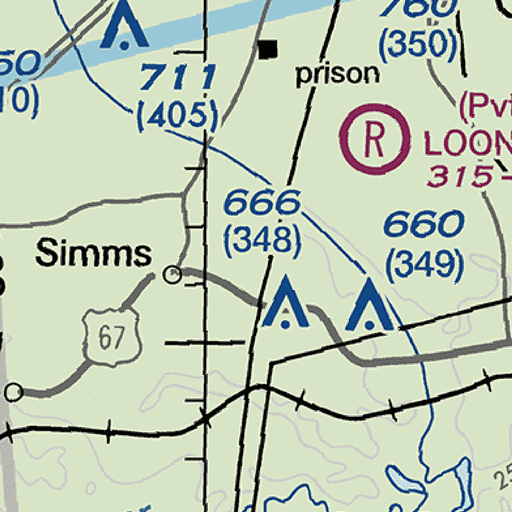 760
(350)
50
10)
prison
711
(405)
(Pvt
R
LOON
315-
666
(348)
660
(349)
Simms
67